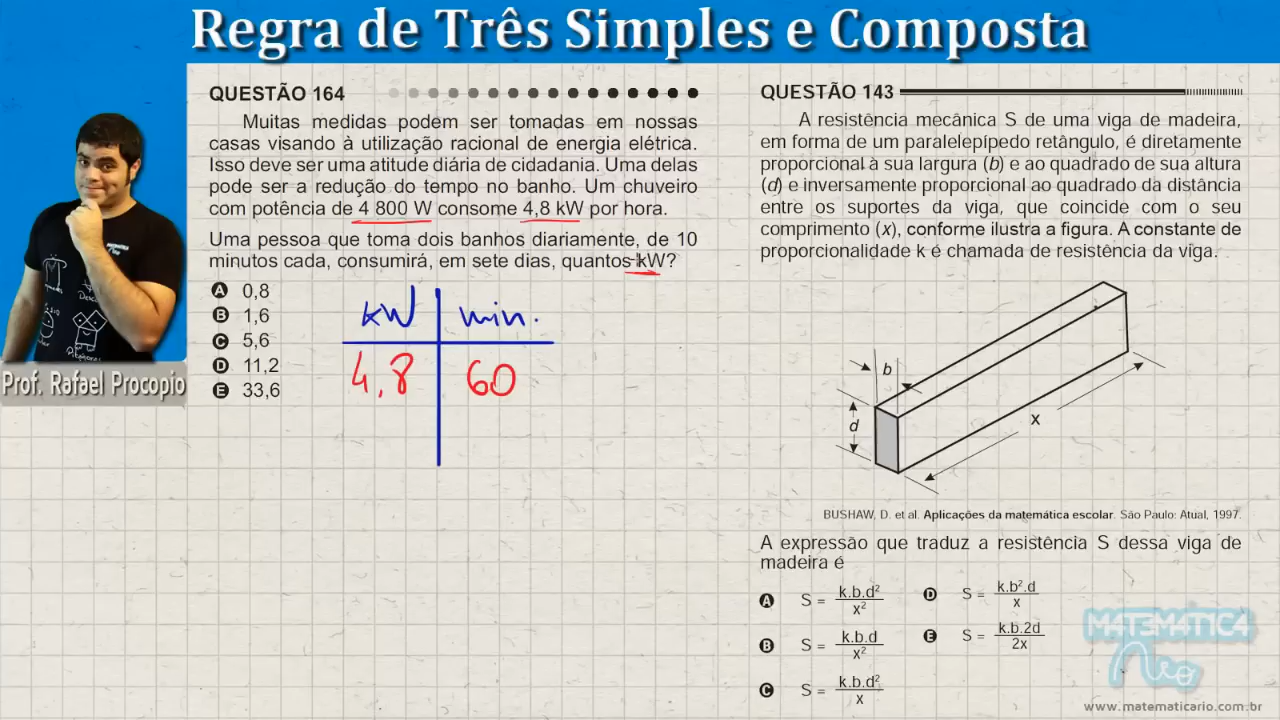 Regra de Três Simples e Composta
QUESTÃO 164
Muitas medidas podem ser tomadas em nossas
casas visando à utilização racional de energia elétrica.
Isso deve ser uma atitude diária de cidadania. Uma delas
pode ser a redução do tempo no banho. Um chuveiro
com potência de 4 800 W consome 4,8 kW por hora.
Uma pessoa que toma dois banhos diariamente, de 10
minutos cada, consumirá, em sete dias, quantos kW?
A 0,8
B 1,6
C 5,6
D 11,2
E 33,6
kW min.
4,8 60
Prof. Rafael Procopio
QUESTÃO 143
A resistência mecânica S de uma viga de madeira,
em forma de um paralelepípedo retângulo, é diretamente
proporcional à sua largura (b) e ao quadrado de sua altura
(d) e inversamente proporcional ao quadrado da distância
entre os suportes da viga, que coincide com o seu
comprimento (x), conforme ilustra a figura. A constante de
proporcionalidade k é chamada de resistência da viga.
b
d
x
BUSHAW, D. et al. Aplicações da matemática escolar. São Paulo: Atual, 1997.
A expressão que traduz a resistência S dessa viga de
madeira é
A S = k.b.d²/x²
B S = k.b.d/x²
C S = k.b.d²/x
D S = k.b².d/x
E S = k.b.2d/2x
MATEMÁTICA
Rio
www.matematicario.com.br